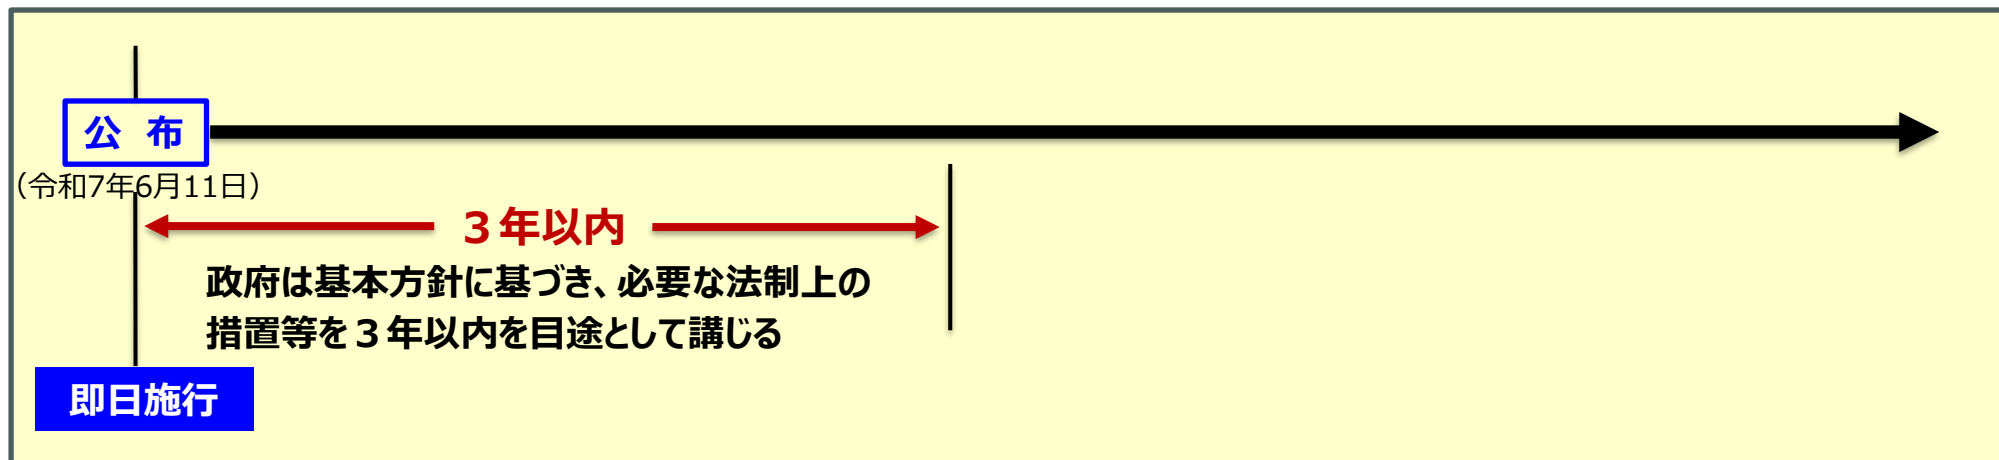 公 布
（令和7年6月11日）
３年以内
政府は基本方針に基づき、必要な法制上の
措置等を３年以内を目途として講じる
即日施行